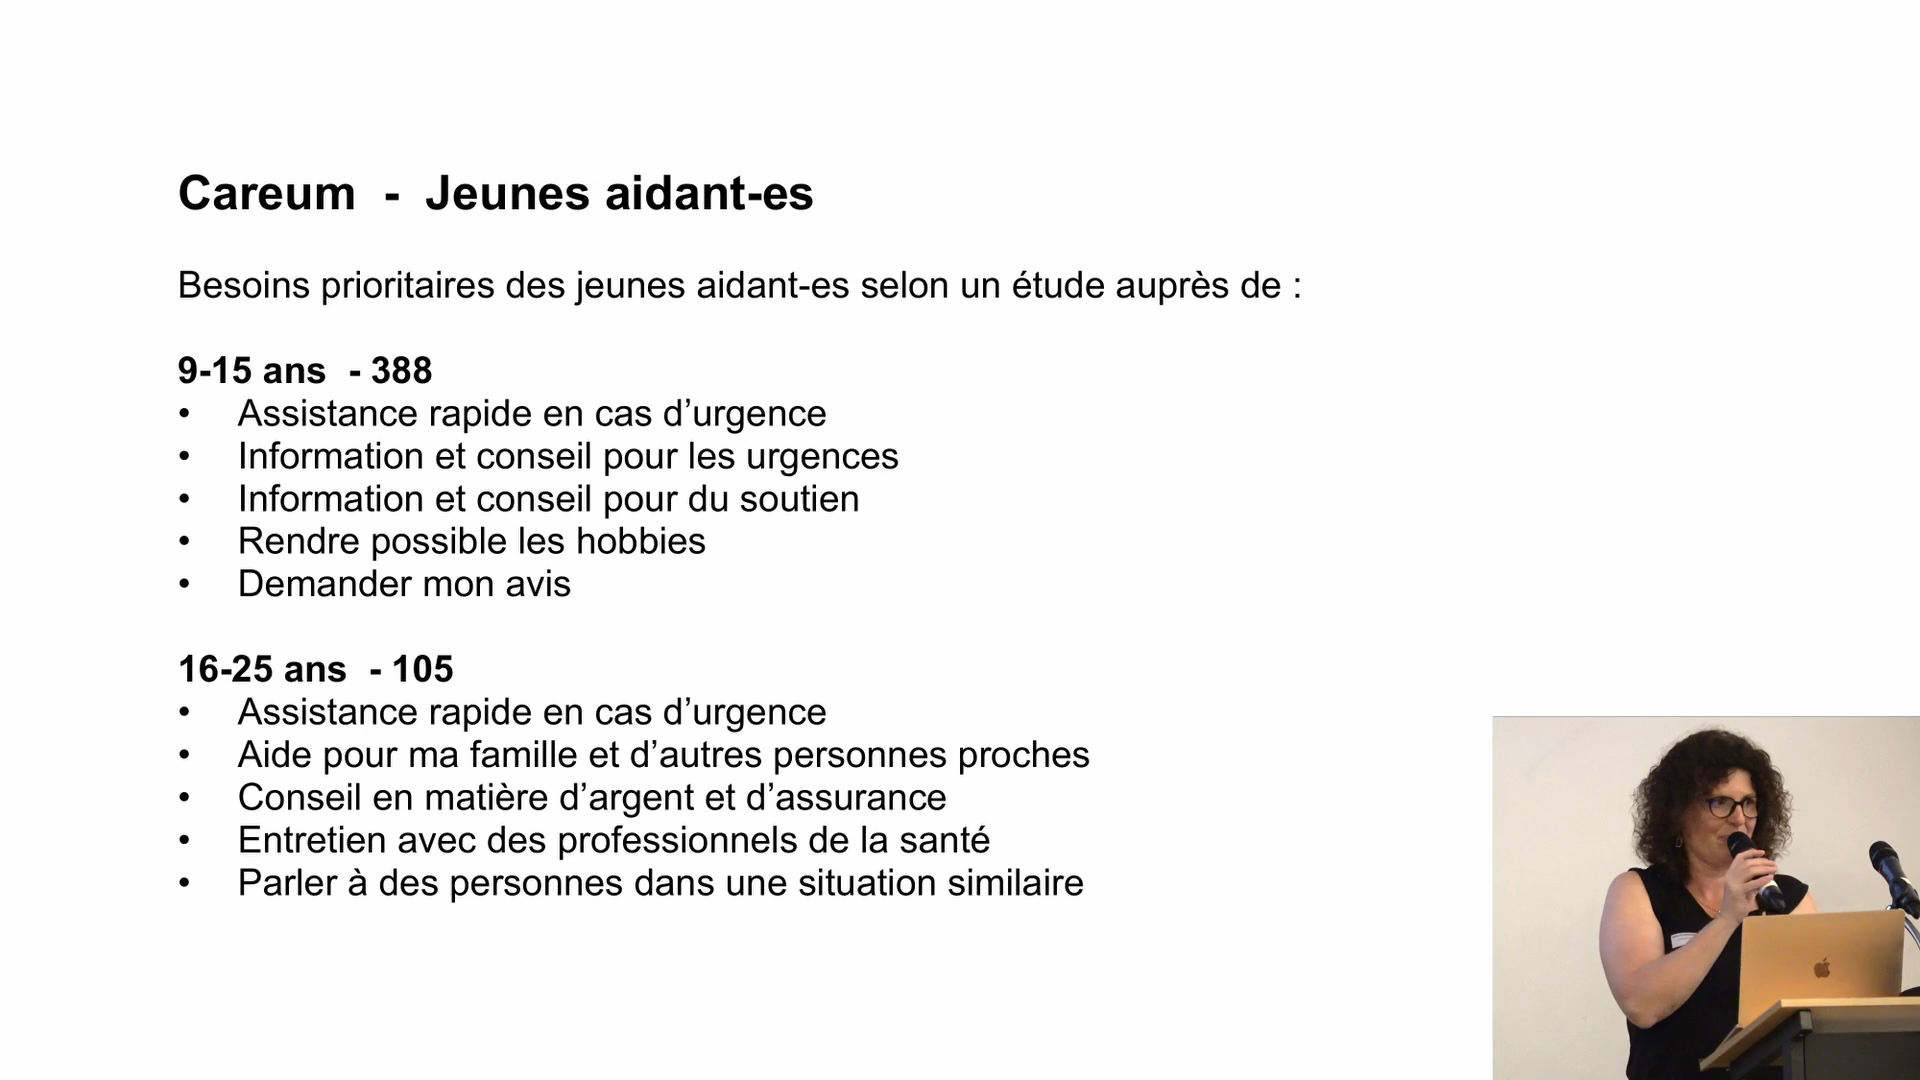 Careum - Jeunes aidant-es
Besoins prioritaires des jeunes aidant-es selon un étude auprès de :
9-15 ans - 388
• Assistance rapide en cas d’urgence
• Information et conseil pour les urgences
• Information et conseil pour du soutien
• Rendre possible les hobbies
• Demander mon avis
16-25 ans - 105
• Assistance rapide en cas d’urgence
• Aide pour ma famille et d’autres personnes proches
• Conseil en matière d’argent et d’assurance
• Entretien avec des professionnels de la santé
• Parler à des personnes dans une situation similaire